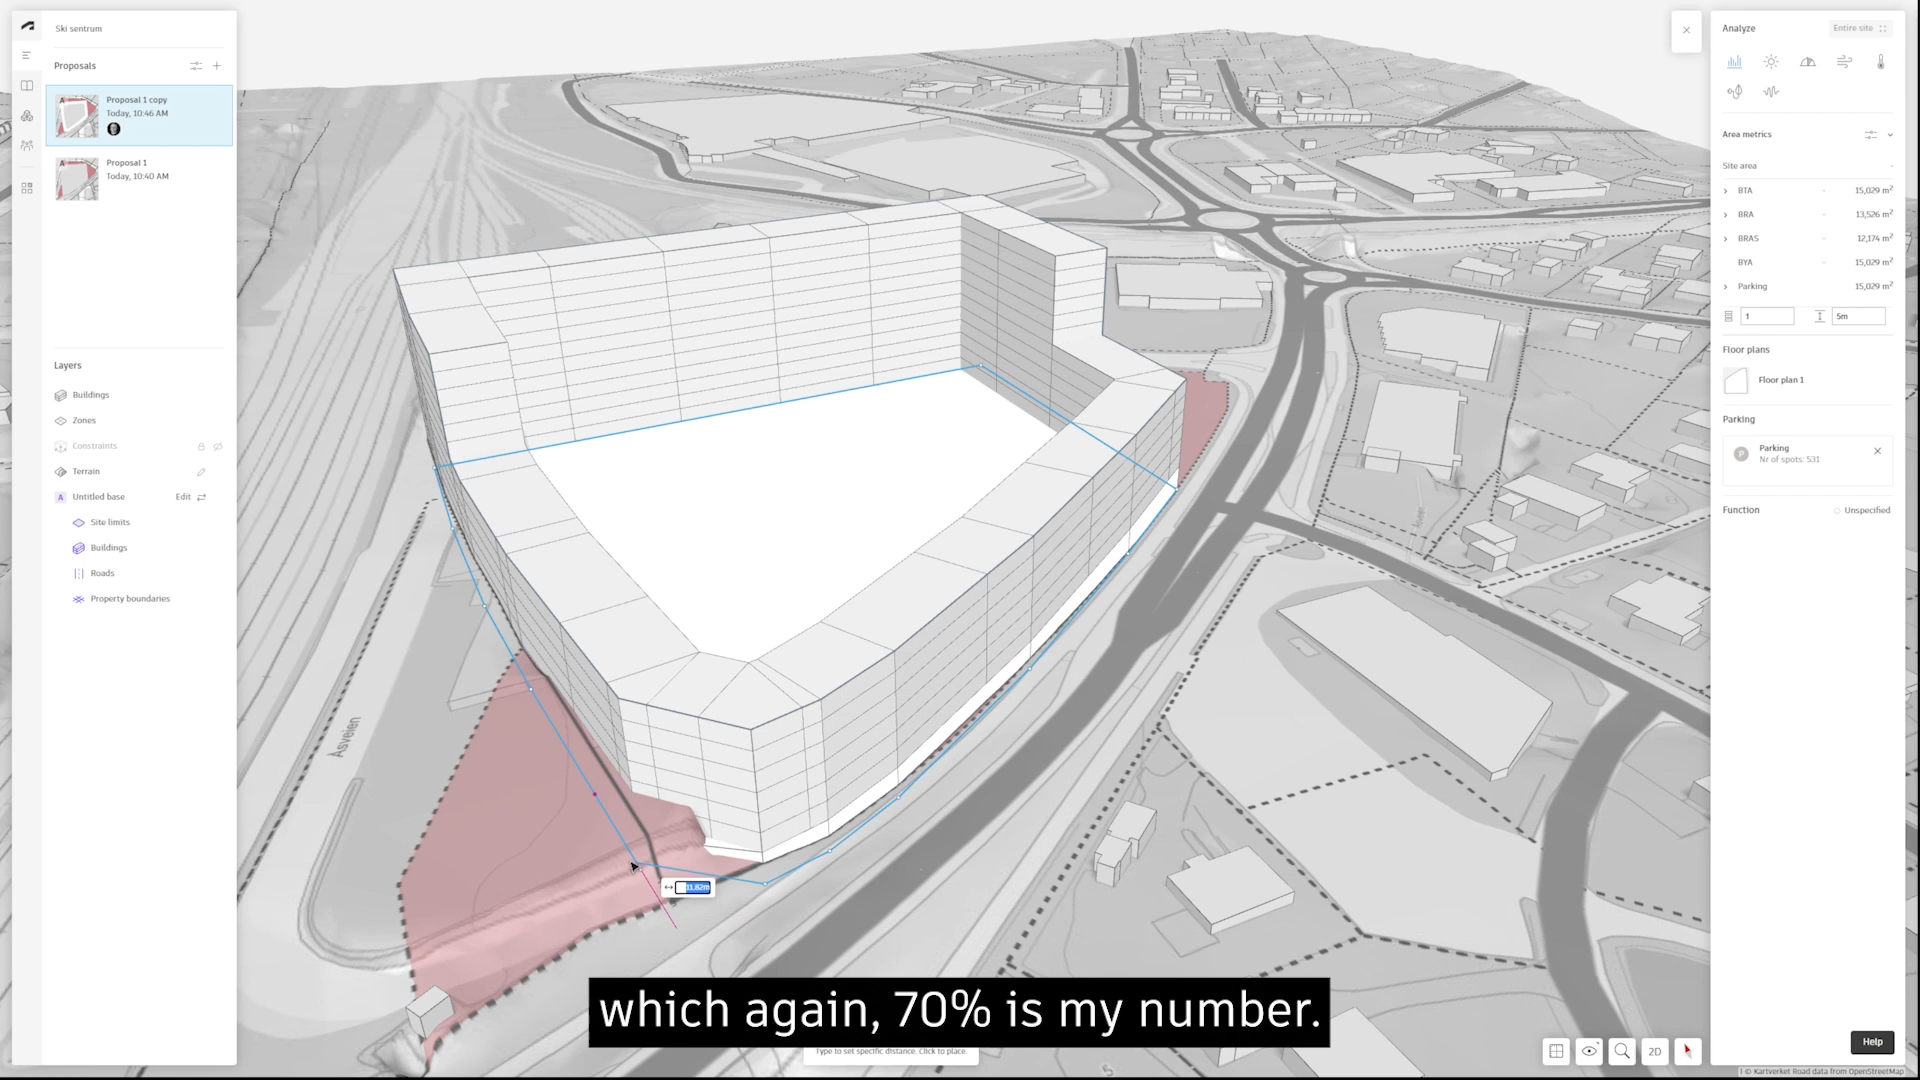 Ski sentrum
Proposals
Proposal 1 copy
Today, 10:46 AM
Proposal 1
Today, 10:40 AM
Layers
Buildings
Zones
Constraints
Terrain
A Untitled base Edit
Site limits
Buildings
Roads
Property boundaries
Åsveien
11.82m
which again, 70% is my number.
Type to set specific distance. Click to place.
Analyze
Entire site
Area metrics
Site area -
BTA - 15,029 m²
BRA - 13,526 m²
BRAS - 12,174 m²
BYA - 15,029 m²
Parking 15,029 m²
1
5m
Floor plans
Floor plan 1
Parking
P Parking
Nr of spots: 531
Function Unspecified
2D
Help
© Kartverket Road data from OpenStreetMap